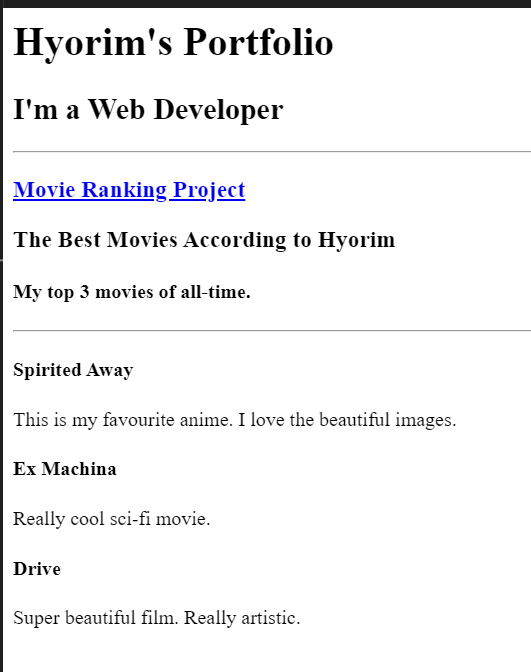 Hyorim's Portfolio
I'm a Web Developer
Movie Ranking Project
The Best Movies According to Hyorim
My top 3 movies of all-time.
Spirited Away
This is my favourite anime. I love the beautiful images.
Ex Machina
Really cool sci-fi movie.
Drive
Super beautiful film. Really artistic.